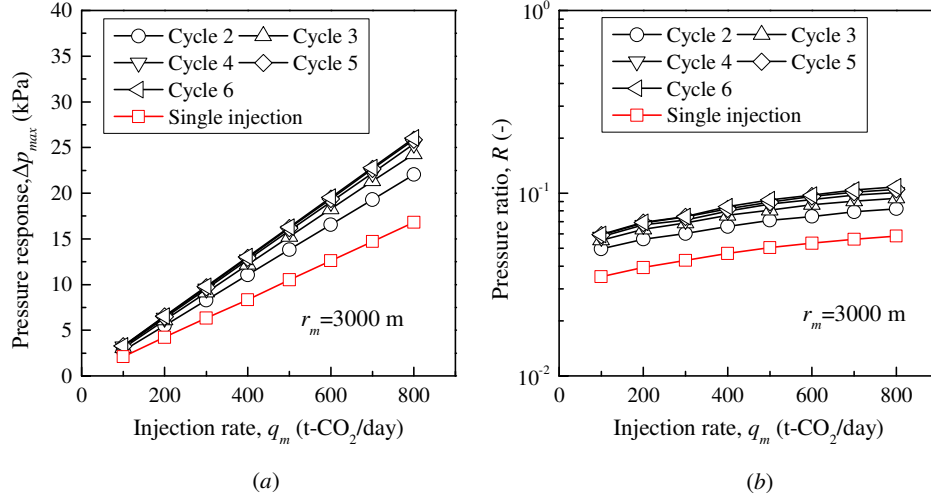 40
35
30
25
20
15
10
5
0
Pressure response, Δp_max (kPa)
Cycle 2 Cycle 3
Cycle 4 Cycle 5
Cycle 6
Single injection
r_m=3000 m
0 200 400 600 800
Injection rate, q_m (t-CO₂/day)
(a)
10⁰
10⁻¹
10⁻²
Pressure ratio, R (-)
Cycle 2 Cycle 3
Cycle 4 Cycle 5
Cycle 6
Single injection
r_m=3000 m
0 200 400 600 800
Injection rate, q_m (t-CO₂/day)
(b)